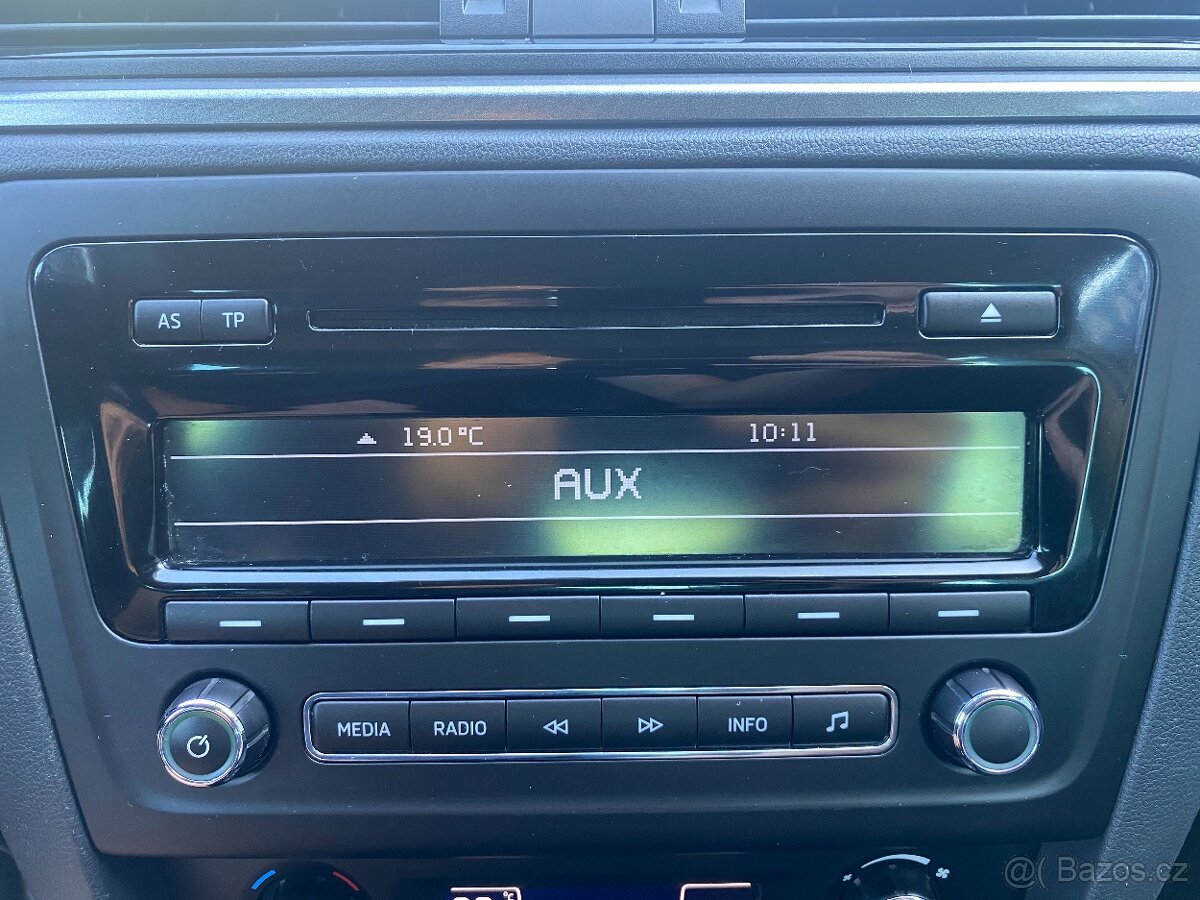 AS TP
19.0°C 10:11
AUX
MEDIA RADIO INFO
°C
@( Bazos.cz